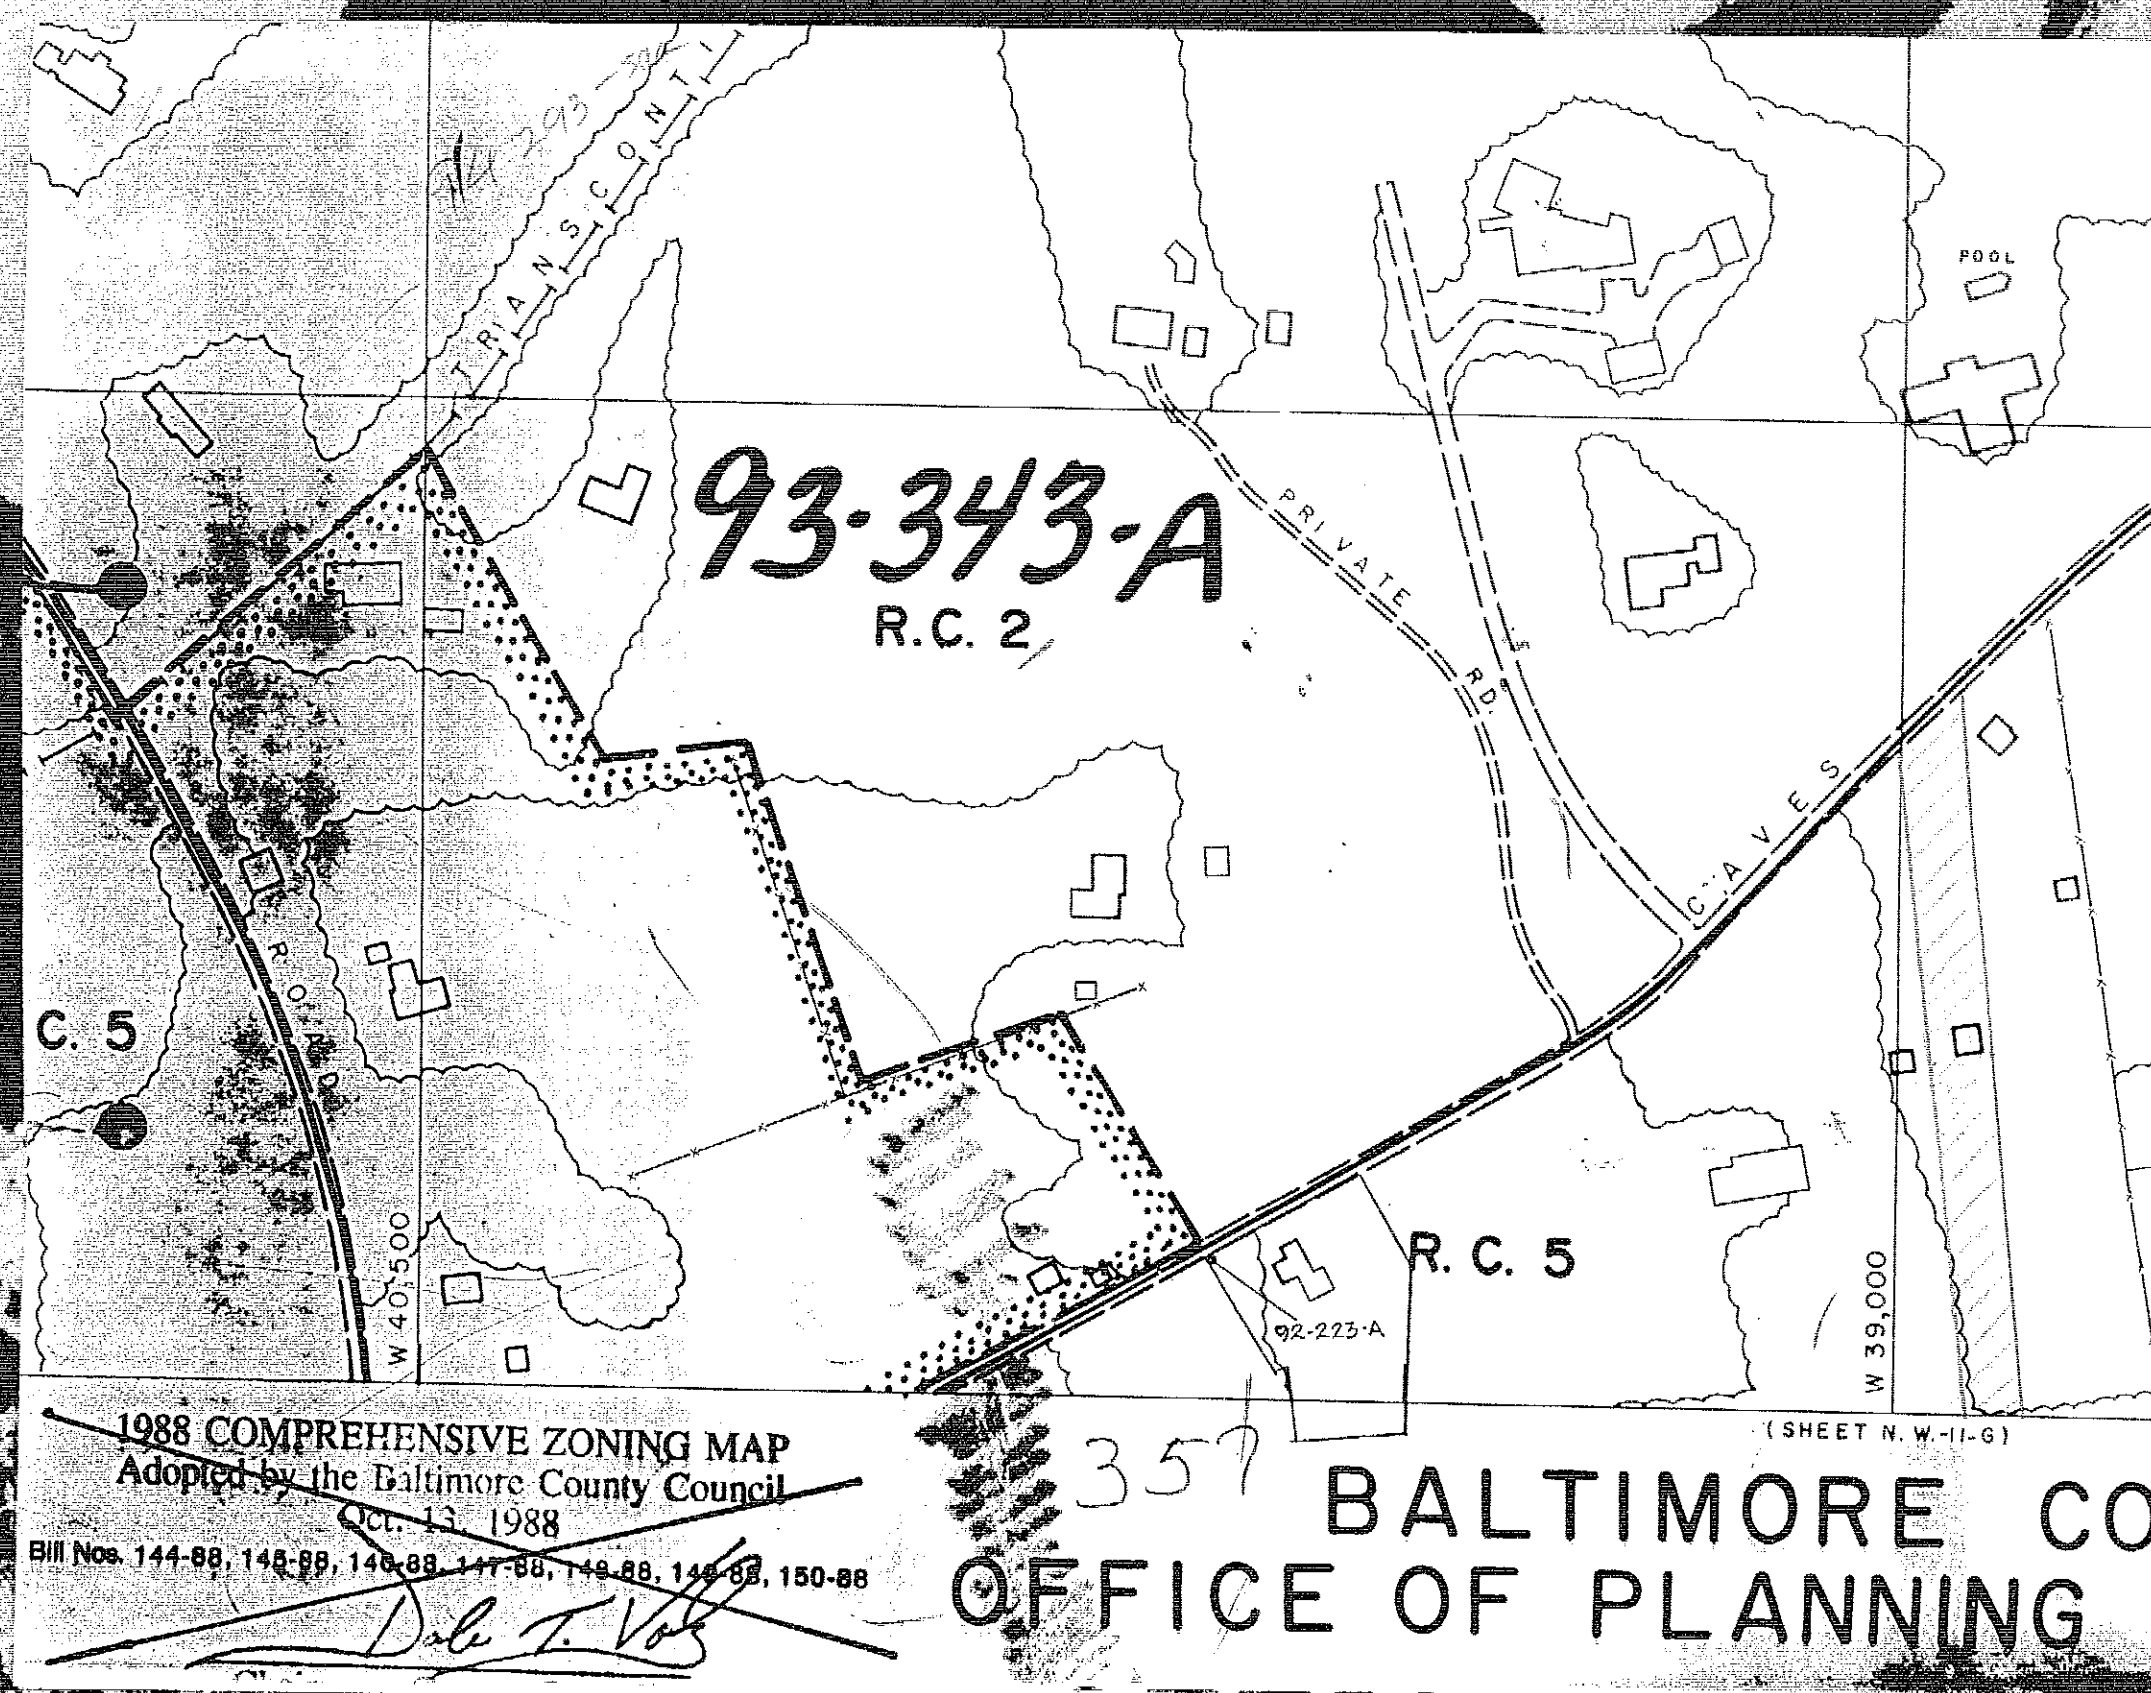 TRANSCONTI
POOL
93-343-A
R.C. 2
PRIVATE RD.
CAVES
ROAD
C. 5
R. C. 5
92-223-A
W 40,500
W 39,000
(SHEET N. W.-11-G)
1988 COMPREHENSIVE ZONING MAP
Adopted by the Baltimore County Council
Oct. 13, 1988
Bill Nos. 144-88, 145-88, 146-88, 147-88, 148-88, 149-88, 150-88
Dale T. Volz
357
BALTIMORE CO
OFFICE OF PLANNING